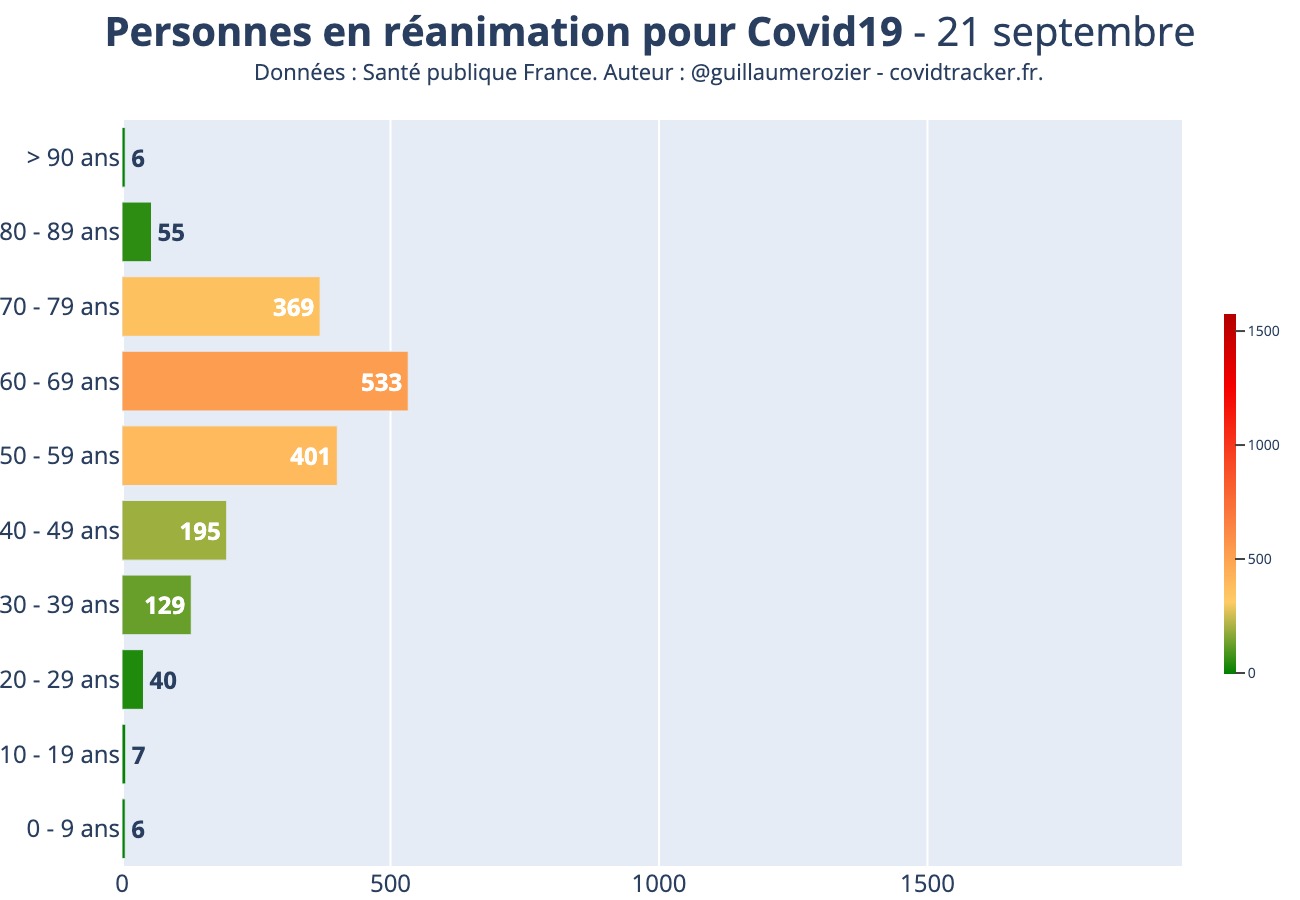 Personnes en réanimation pour Covid19 - 21 septembre
Données : Santé publique France. Auteur : @guillaumerozier - covidtracker.fr.
> 90 ans 6
80 - 89 ans 55
70 - 79 ans 369
60 - 69 ans 533
50 - 59 ans 401
40 - 49 ans 195
30 - 39 ans 129
20 - 29 ans 40
10 - 19 ans 7
0 - 9 ans 6
0 500 1000 1500
1500
1000
500
0